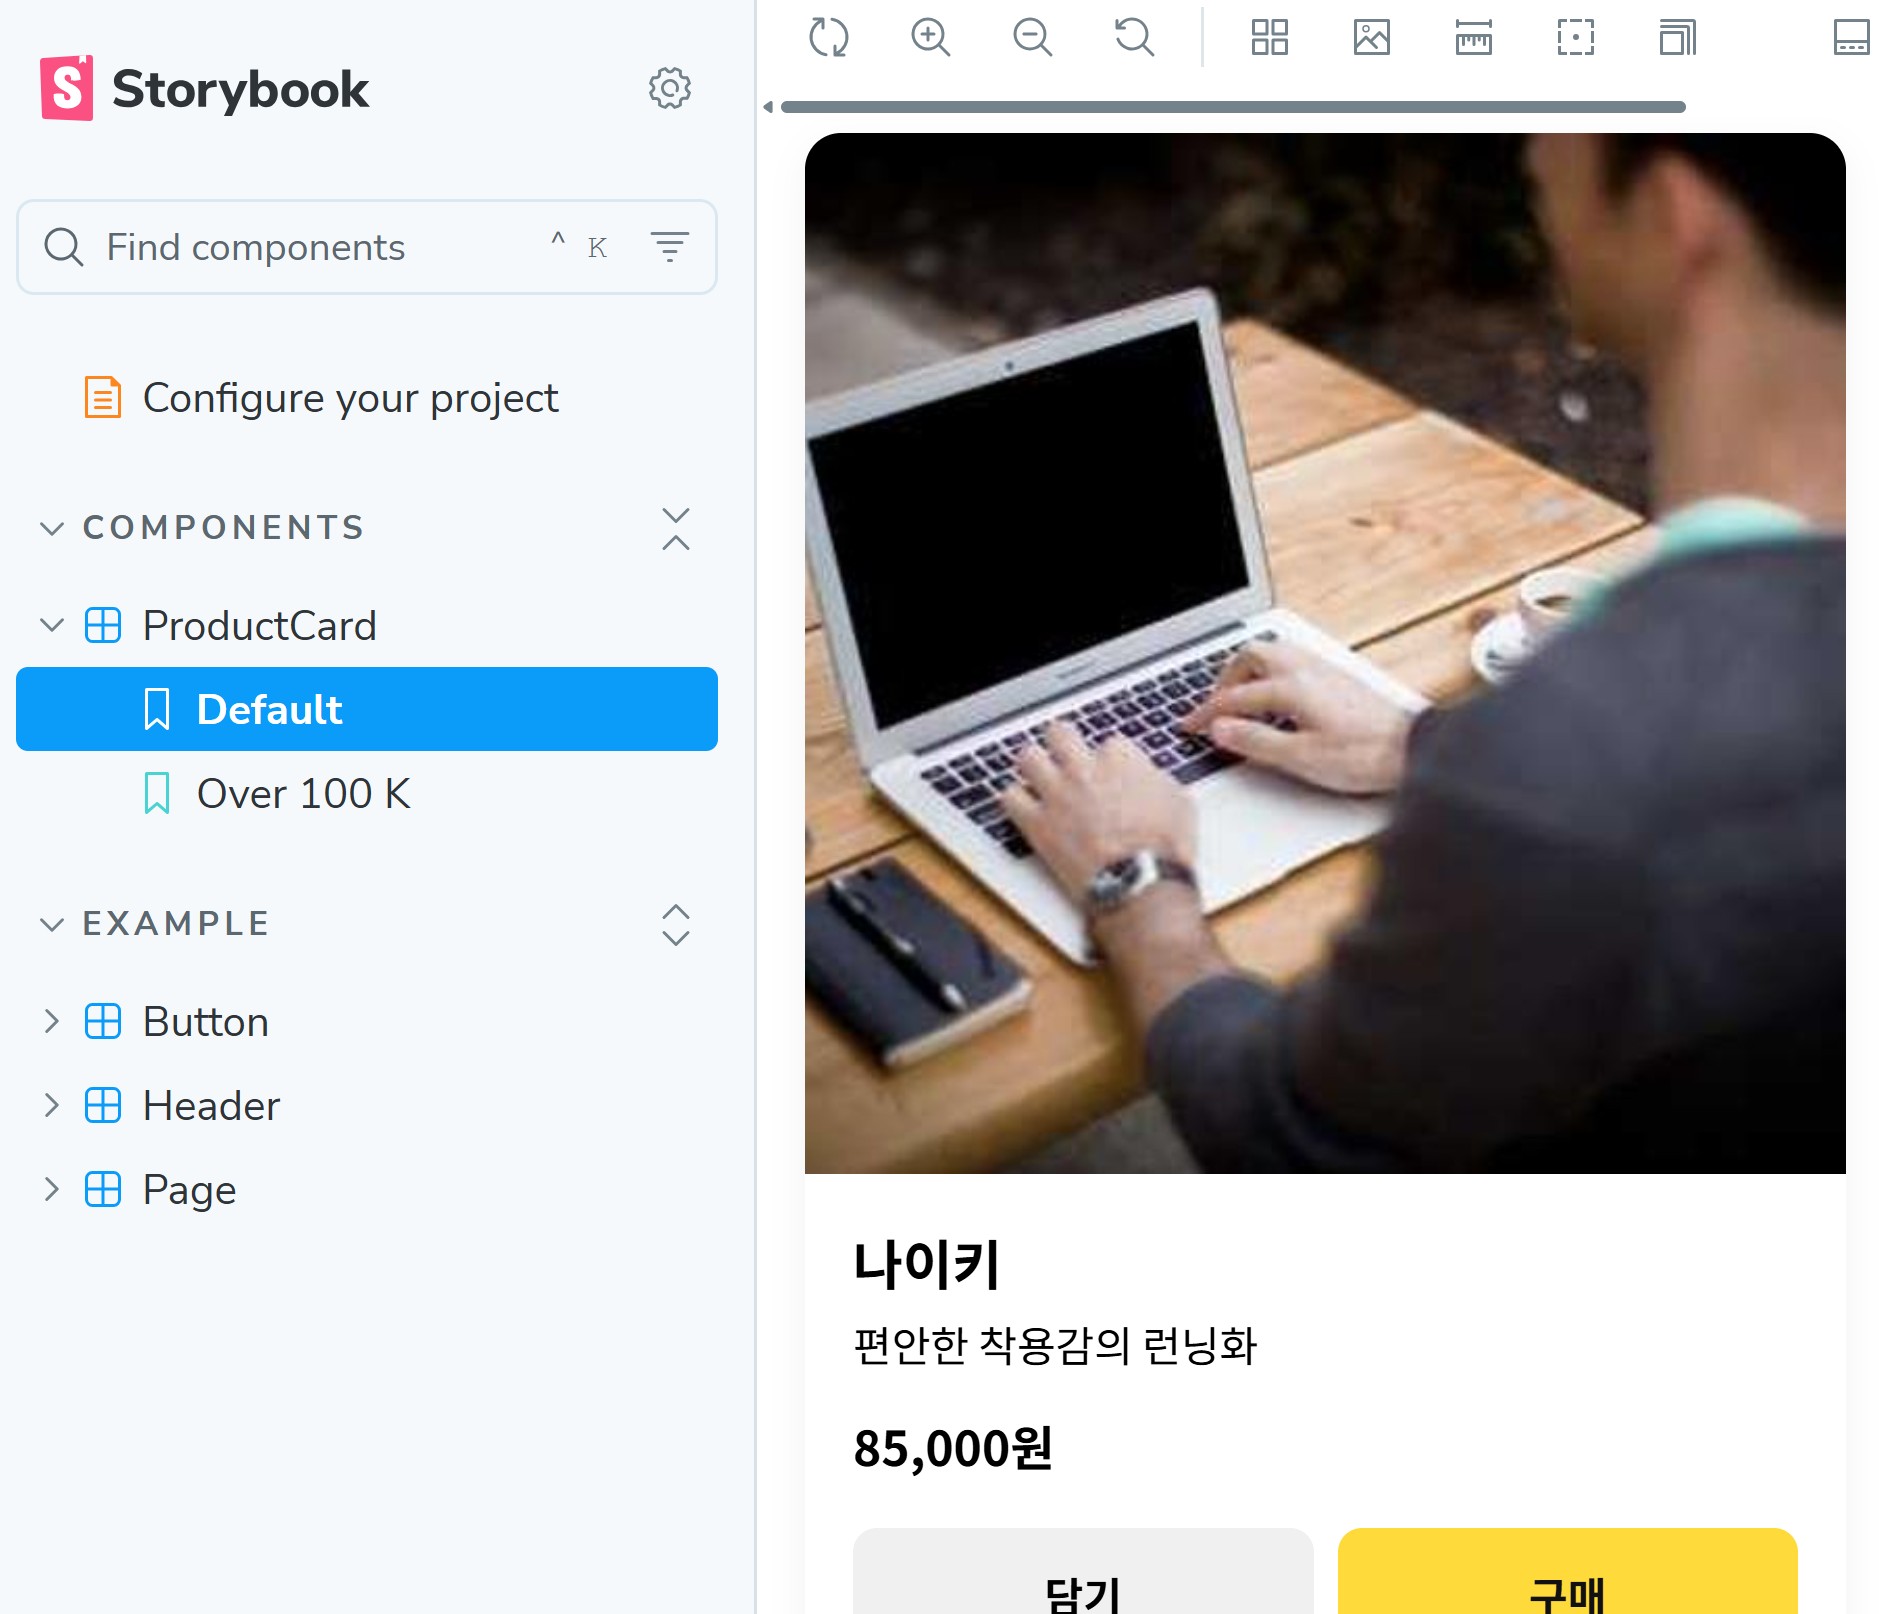 Storybook
Find components
^ K
Configure your project
COMPONENTS
ProductCard
Default
Over 100 K
EXAMPLE
Button
Header
Page
나이키
편안한 착용감의 런닝화
85,000원
담기
구매